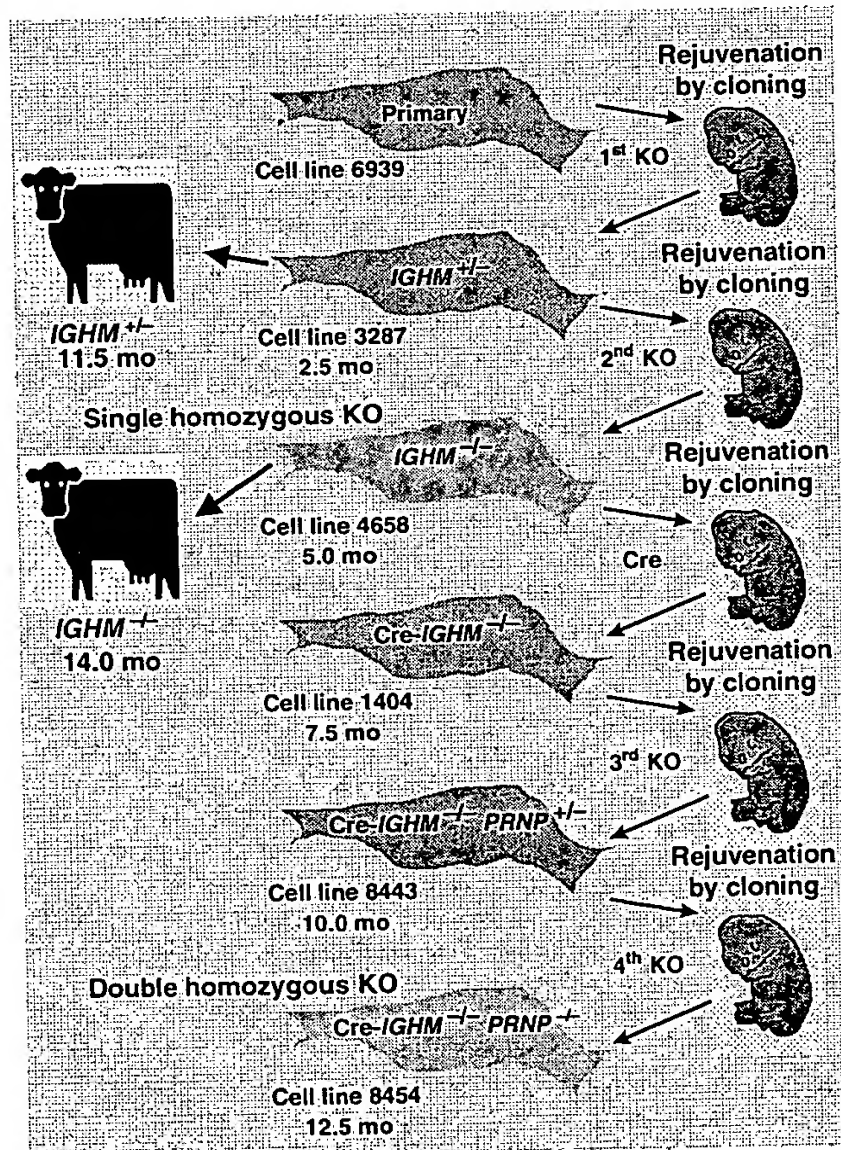 Rejuvenation
by cloning
Primary
1st KO
Cell line 6939
Rejuvenation
by cloning
IGHM+/–
IGHM+/–
11.5 mo
Cell line 3287
2.5 mo
2nd KO
Single homozygous KO
IGHM–/–
Rejuvenation
by cloning
Cell line 4658
5.0 mo
Cre
IGHM–/–
14.0 mo
Cre-IGHM–/–
Rejuvenation
by cloning
Cell line 1404
7.5 mo
3rd KO
Cre-IGHM–/– PRNP+/–
Rejuvenation
by cloning
Cell line 8443
10.0 mo
4th KO
Double homozygous KO
Cre-IGHM–/– PRNP–/–
Cell line 8454
12.5 mo